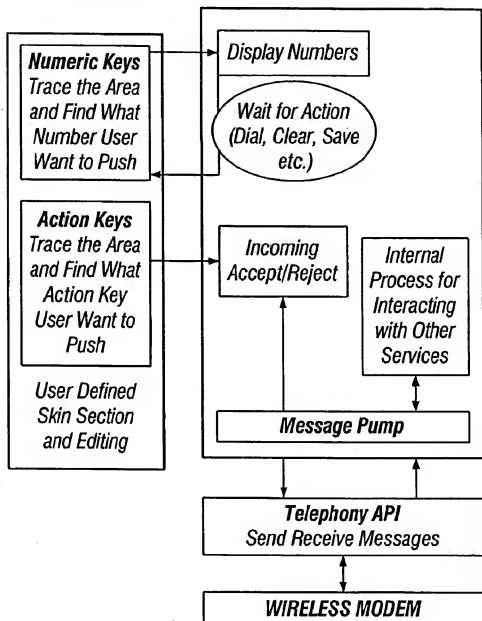 Numeric Keys
Trace the Area
and Find What
Number User
Want to Push
Display Numbers
Wait for Action
(Dial, Clear, Save
etc.)
Action Keys
Trace the Area
and Find What
Action Key
User Want to
Push
Incoming
Accept/Reject
Internal
Process for
Interacting
with Other
Services
User Defined
Skin Section
and Editing
Message Pump
Telephony API
Send Receive Messages
WIRELESS MODEM